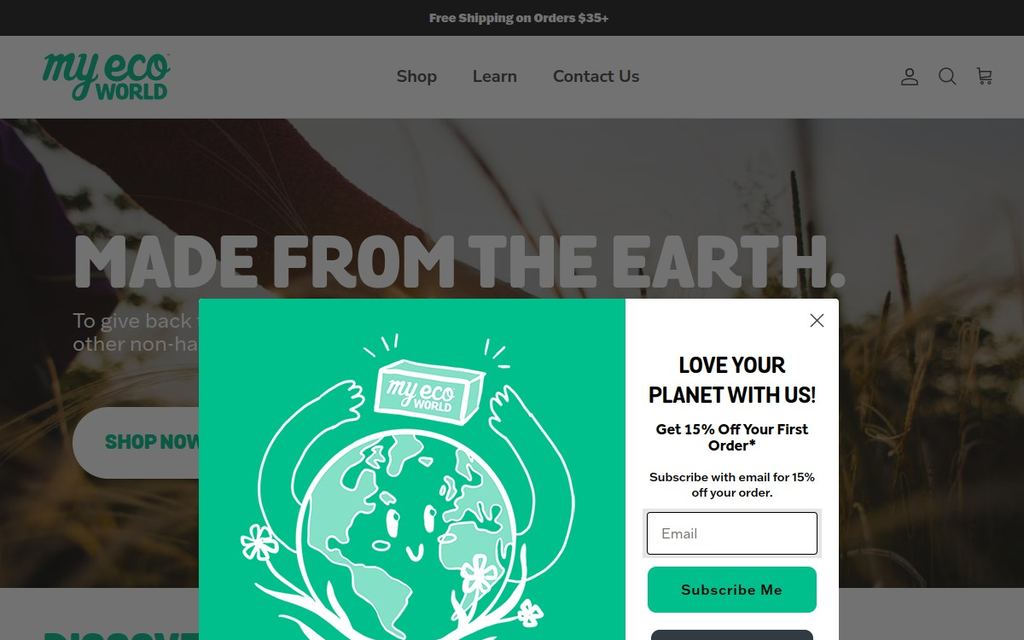 Free Shipping on Orders $35+
my eco
WORLD
Shop
Learn
Contact Us
MADE FROM THE EARTH.
To give back
other non-ha
SHOP NOW
my eco
WORLD
LOVE YOUR
PLANET WITH US!
Get 15% Off Your First
Order*
Subscribe with email for 15%
off your order.
Email
Subscribe Me
DISCOVE